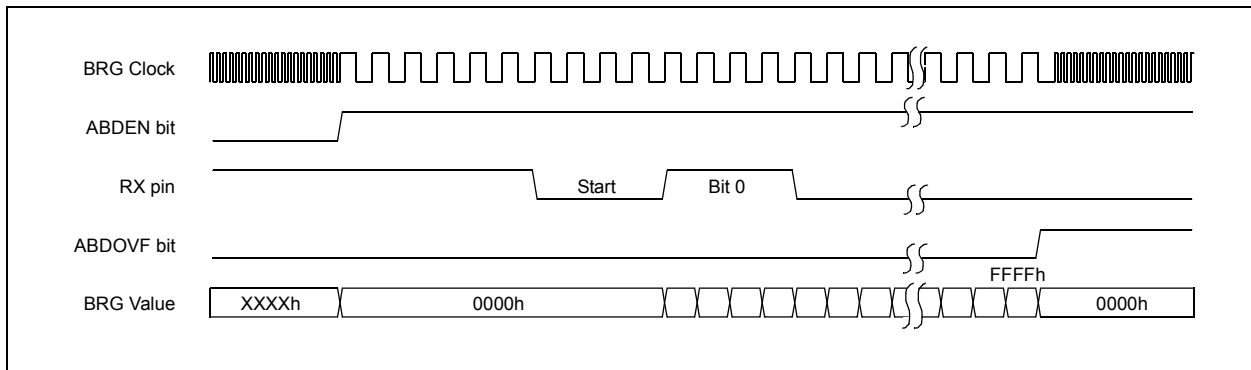 BRG Clock
ABDEN bit
RX pin
Start
Bit 0
ABDOVF bit
FFFFh
BRG Value
XXXXh
0000h
0000h